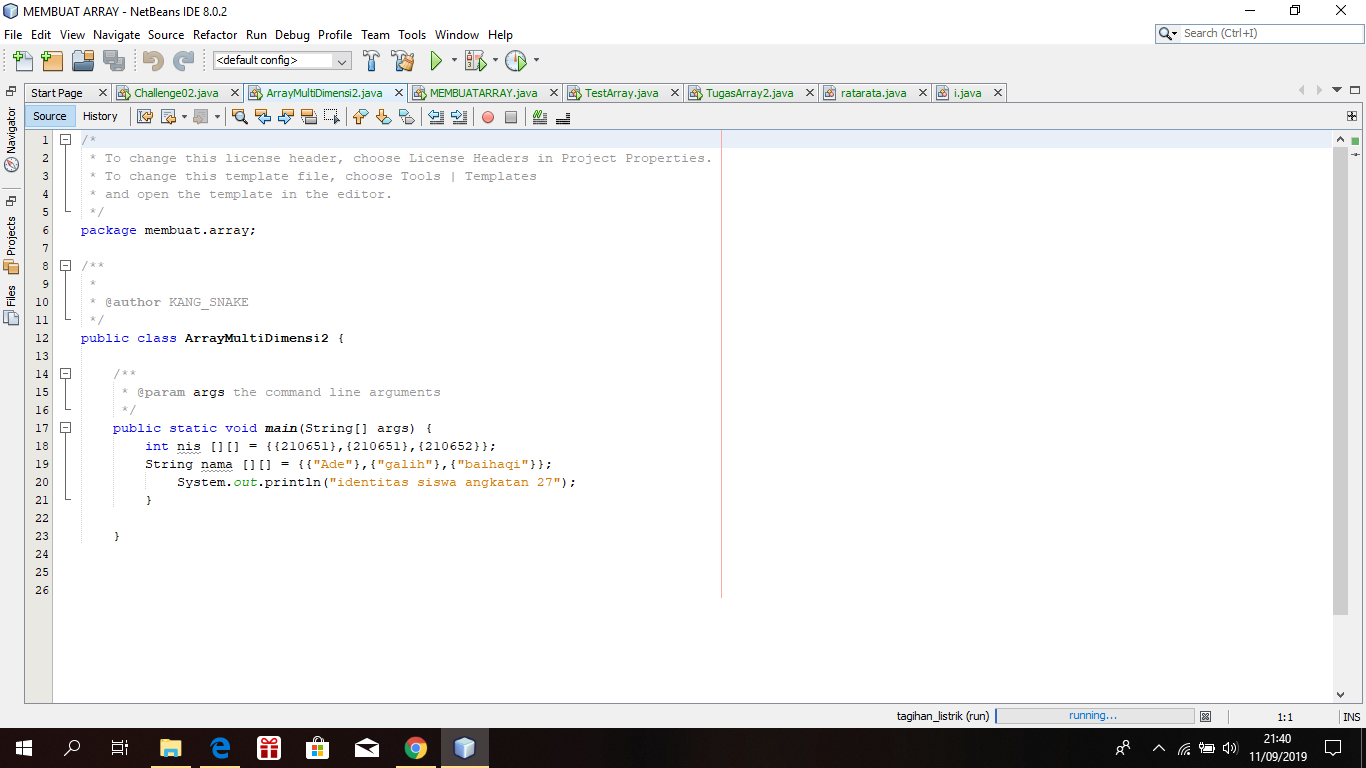 MEMBUAT ARRAY - NetBeans IDE 8.0.2
File Edit View Navigate Source Refactor Run Debug Profile Team Tools Window Help
Search (Ctrl+I)
<default config>
Start Page Challenge02.java ArrayMultiDimensi2.java MEMBUATARRAY.java TestArray.java TugasArray2.java ratarata.java i.java
Source History
Navigator
Projects
Files
1 /*
2 * To change this license header, choose License Headers in Project Properties.
3 * To change this template file, choose Tools | Templates
4 * and open the template in the editor.
5 */
6 package membuat.array;
7
8 /**
9 *
10 * @author KANG_SNAKE
11 */
12 public class ArrayMultiDimensi2 {
13
14 /**
15 * @param args the command line arguments
16 */
17 public static void main(String[] args) {
18 int nis [][] = {{210651},{210651},{210652}};
19 String nama [][] = {{"Ade"},{"galih"},{"baihaqi"}};
20 System.out.println("identitas siswa angkatan 27");
21 }
22
23 }
24
25
26
tagihan_listrik (run) running... 1:1 INS
21:40
11/09/2019